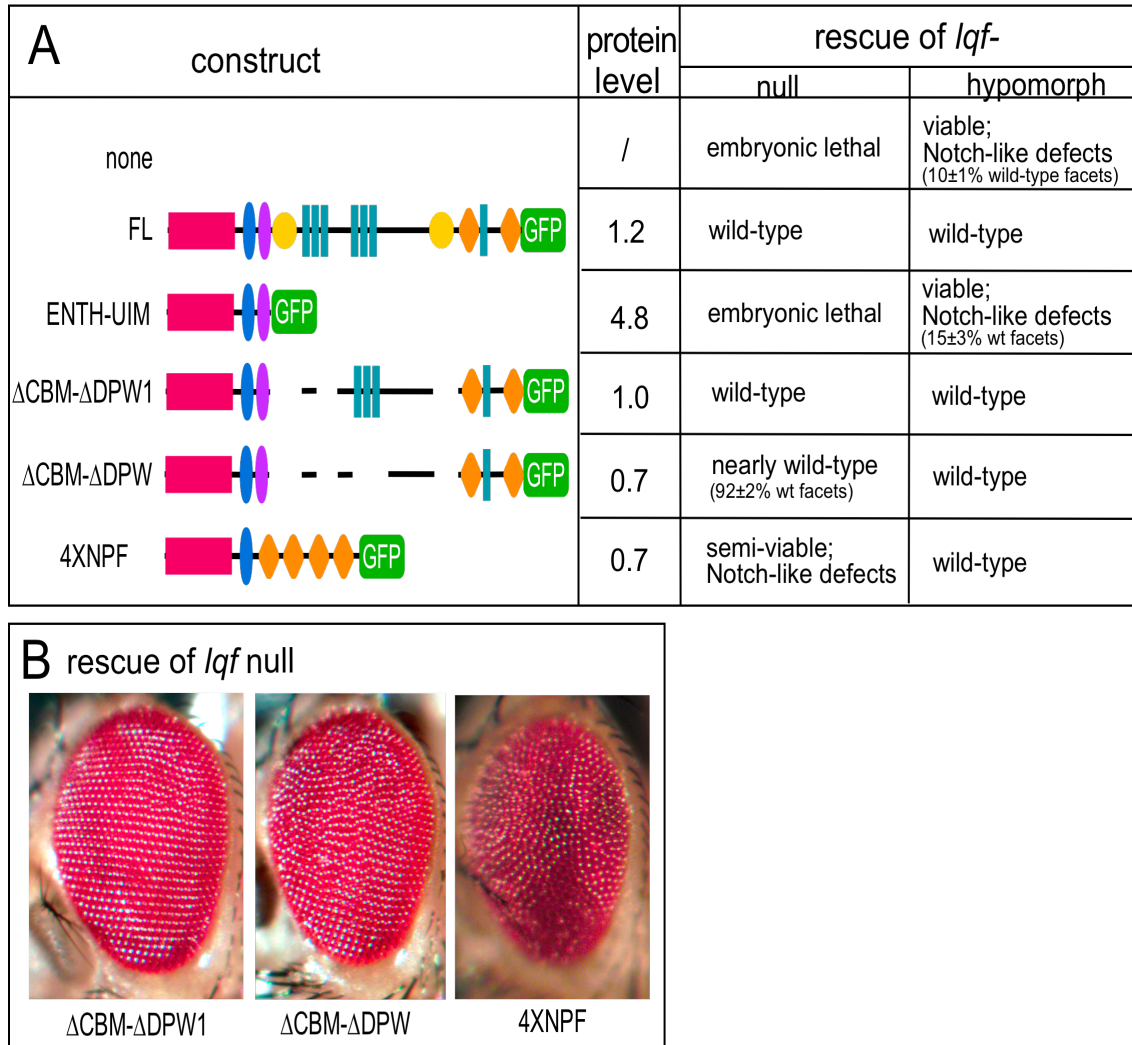 A
construct
protein level
rescue of lqf-
null
hypomorph
none
/
embryonic lethal
viable;
Notch-like defects
(10±1% wild-type facets)
FL
GFP
1.2
wild-type
wild-type
ENTH-UIM
GFP
4.8
embryonic lethal
viable;
Notch-like defects
(15±3% wt facets)
ΔCBM-ΔDPW1
GFP
1.0
wild-type
wild-type
ΔCBM-ΔDPW
GFP
0.7
nearly wild-type
(92±2% wt facets)
wild-type
4XNPF
GFP
0.7
semi-viable;
Notch-like defects
wild-type
B rescue of lqf null
ΔCBM-ΔDPW1
ΔCBM-ΔDPW
4XNPF